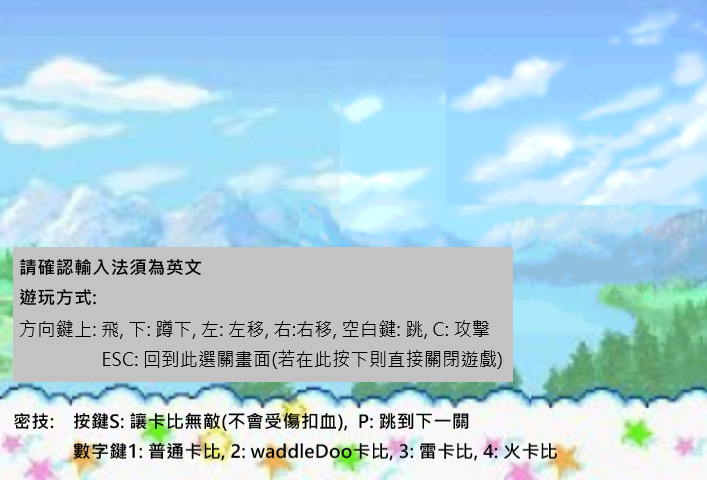 請確認輸入法須為英文
遊玩方式:
方向鍵上: 飛, 下: 蹲下, 左: 左移, 右:右移, 空白鍵: 跳, C: 攻擊
ESC: 回到此選關畫面(若在此按下則直接關閉遊戲)
密技: 按鍵S: 讓卡比無敵(不會受傷扣血), P: 跳到下一關
數字鍵1: 普通卡比, 2: waddleDoo卡比, 3: 雷卡比, 4: 火卡比